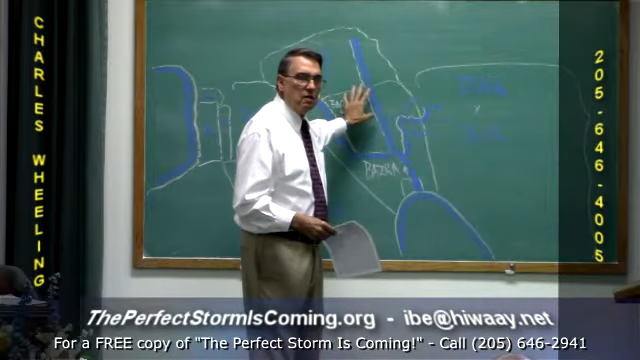 CHARLES WHEELING
205-646-4005
BAZRA
ThePerfectStormIsComing.org - ibe@hiwaay.net
For a FREE copy of "The Perfect Storm Is Coming!" - Call (205) 646-2941